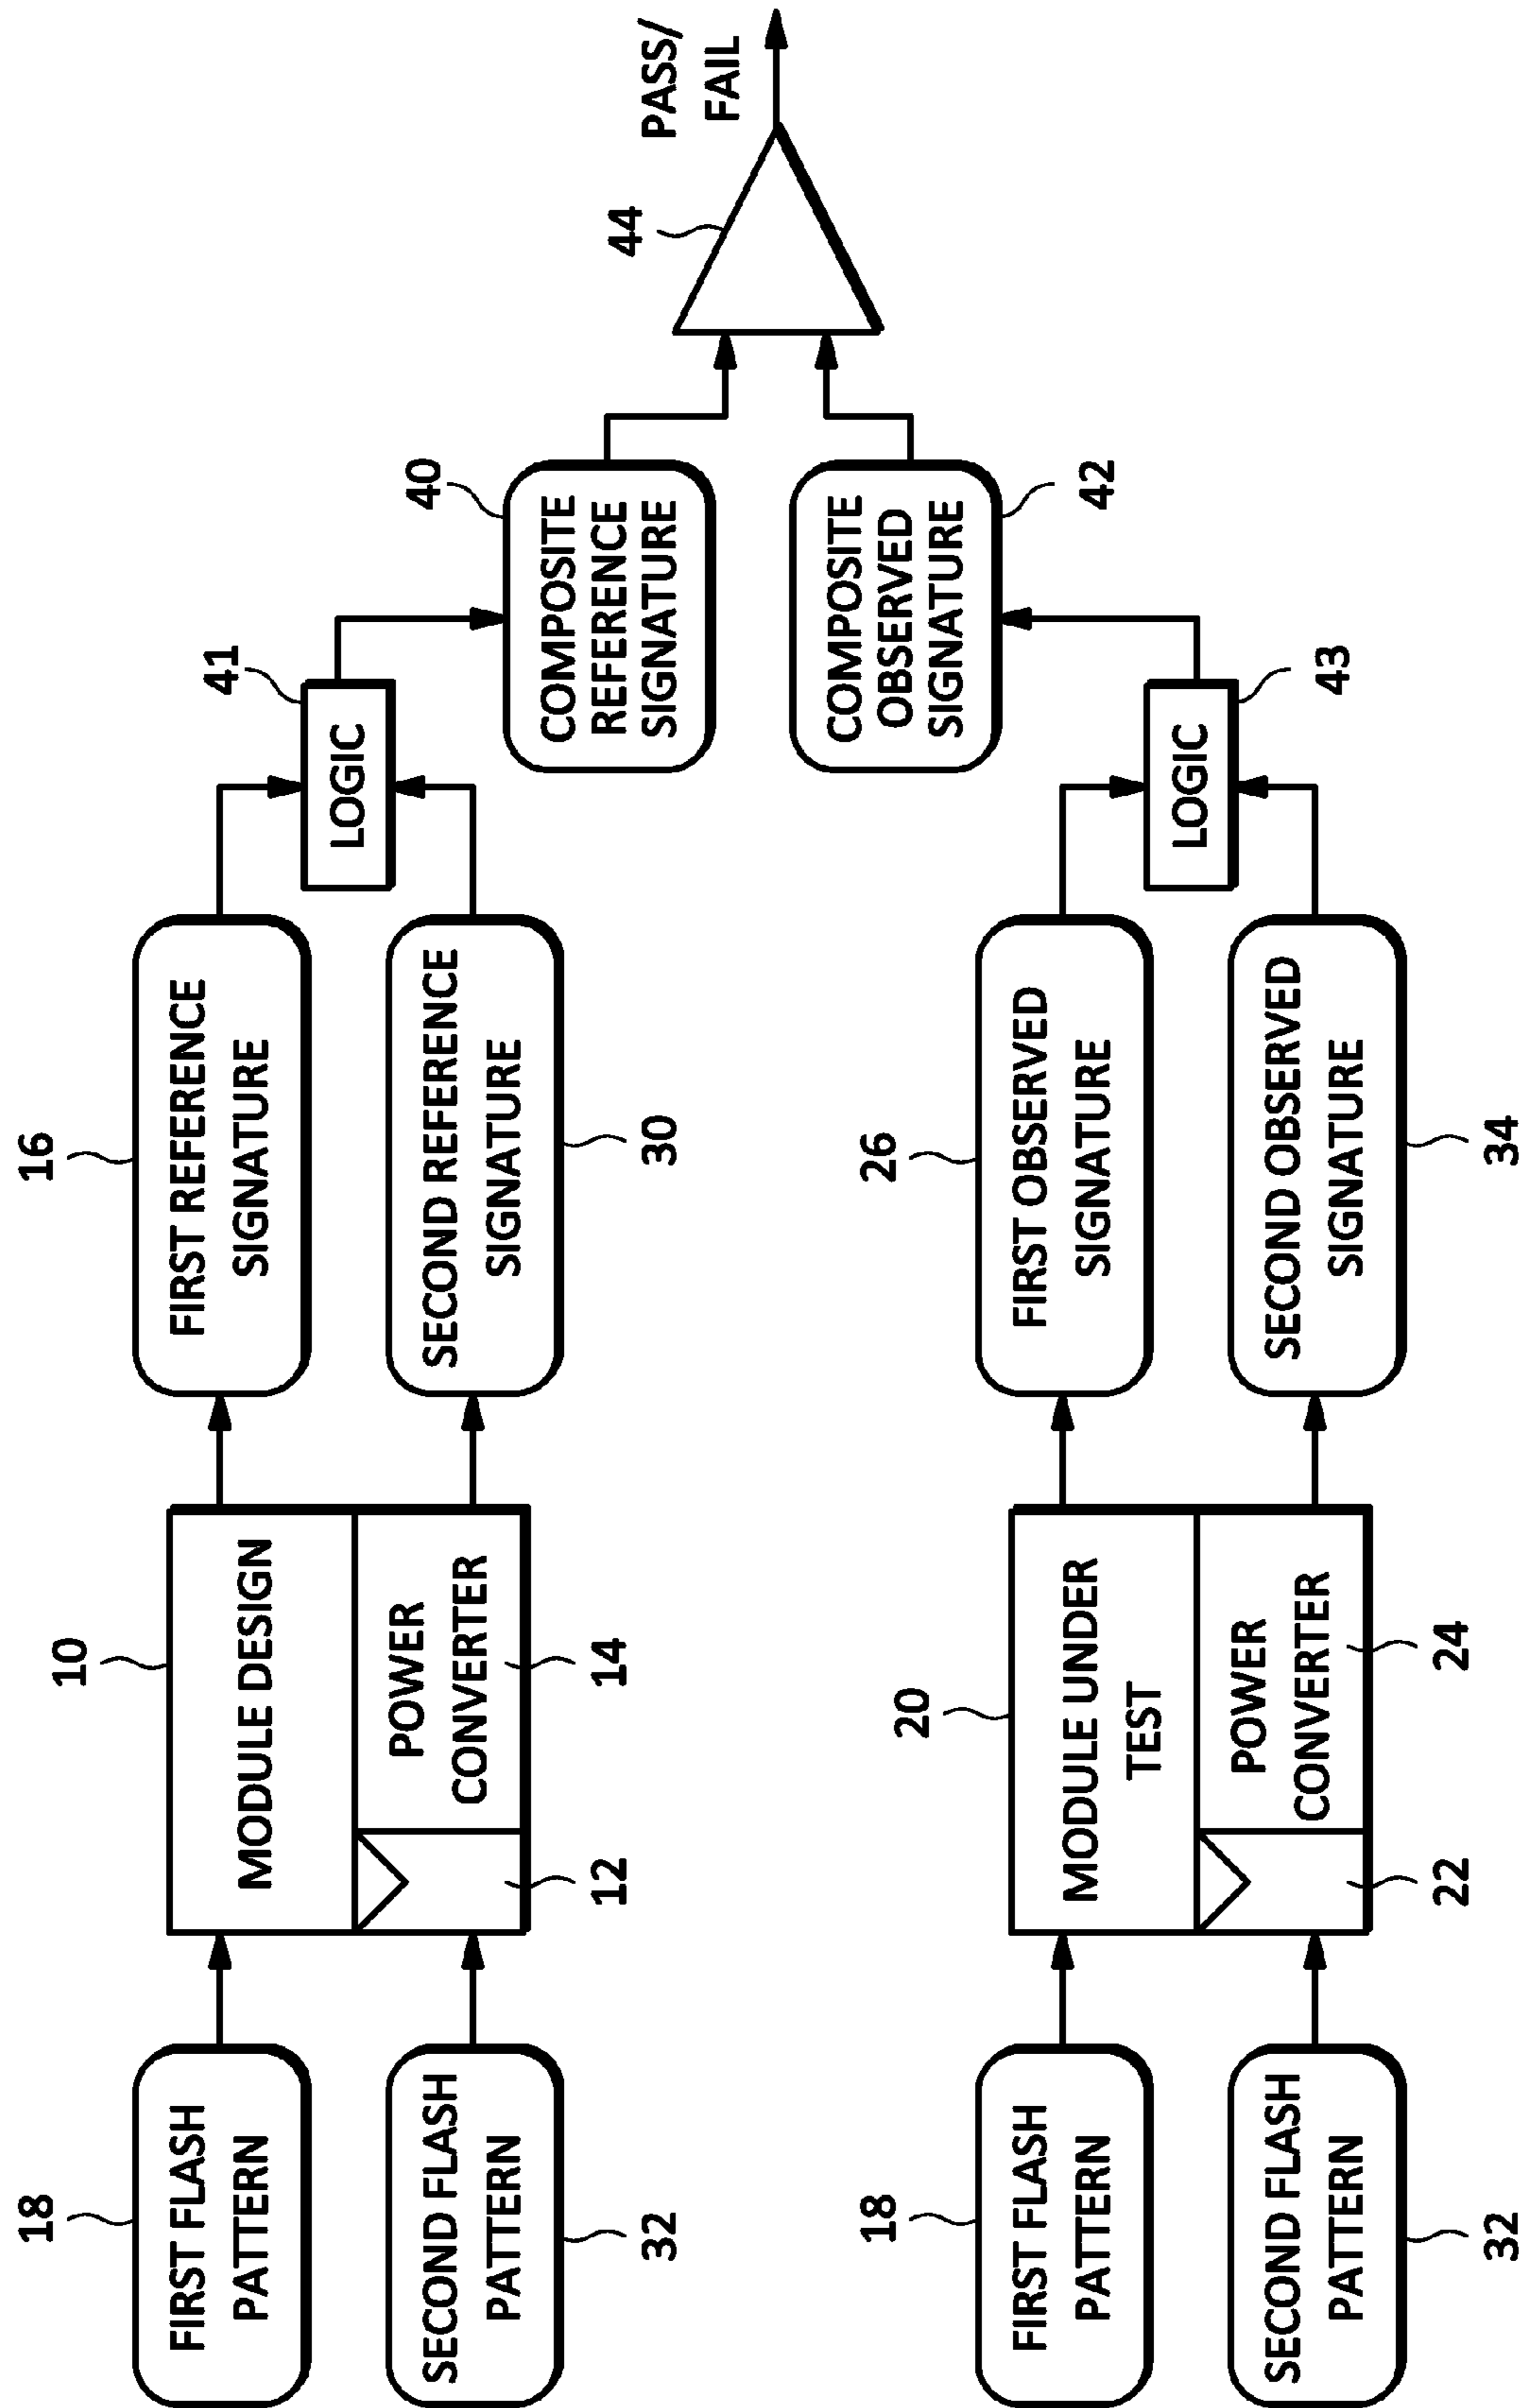 18
FIRST FLASH
PATTERN
SECOND FLASH
PATTERN
32
10
MODULE DESIGN
POWER
CONVERTER
12
14
16
FIRST REFERENCE
SIGNATURE
SECOND REFERENCE
SIGNATURE
30
41
LOGIC
40
COMPOSITE
REFERENCE
SIGNATURE
44
PASS/
FAIL
18
FIRST FLASH
PATTERN
SECOND FLASH
PATTERN
32
20
MODULE UNDER
TEST
POWER
CONVERTER
22
24
26
FIRST OBSERVED
SIGNATURE
SECOND OBSERVED
SIGNATURE
34
LOGIC
43
COMPOSITE
OBSERVED
SIGNATURE
42